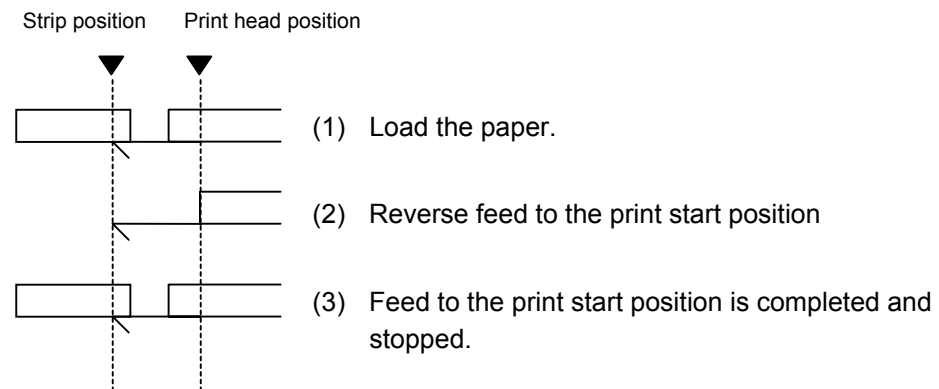 Strip position Print head position
(1) Load the paper.
(2) Reverse feed to the print start position
(3) Feed to the print start position is completed and
stopped.